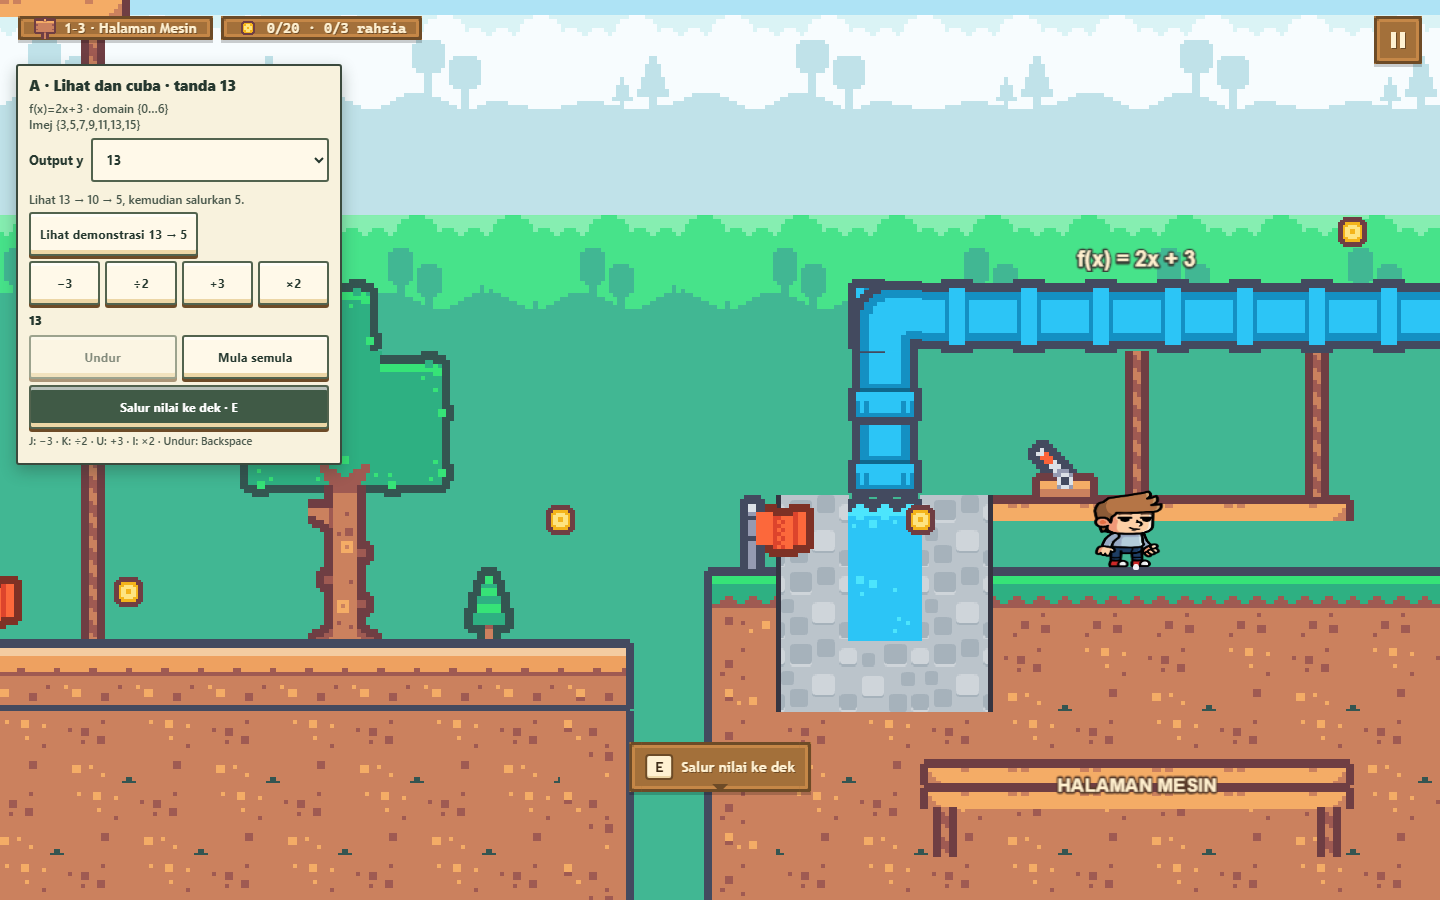 1-3 · Halaman Mesin
0/20 · 0/3 rahsia
A · Lihat dan cuba · tanda 13
f(x)=2x+3 · domain {0...6}
Imej {3,5,7,9,11,13,15}
Output y 13
Lihat 13 → 10 → 5, kemudian salurkan 5.
Lihat demonstrasi 13 → 5
−3 ÷2 +3 ×2
13
Undur Mula semula
Salur nilai ke dek · E
J: −3 · K: ÷2 · U: +3 · I: ×2 · Undur: Backspace
f(x) = 2x + 3
E Salur nilai ke dek
HALAMAN MESIN